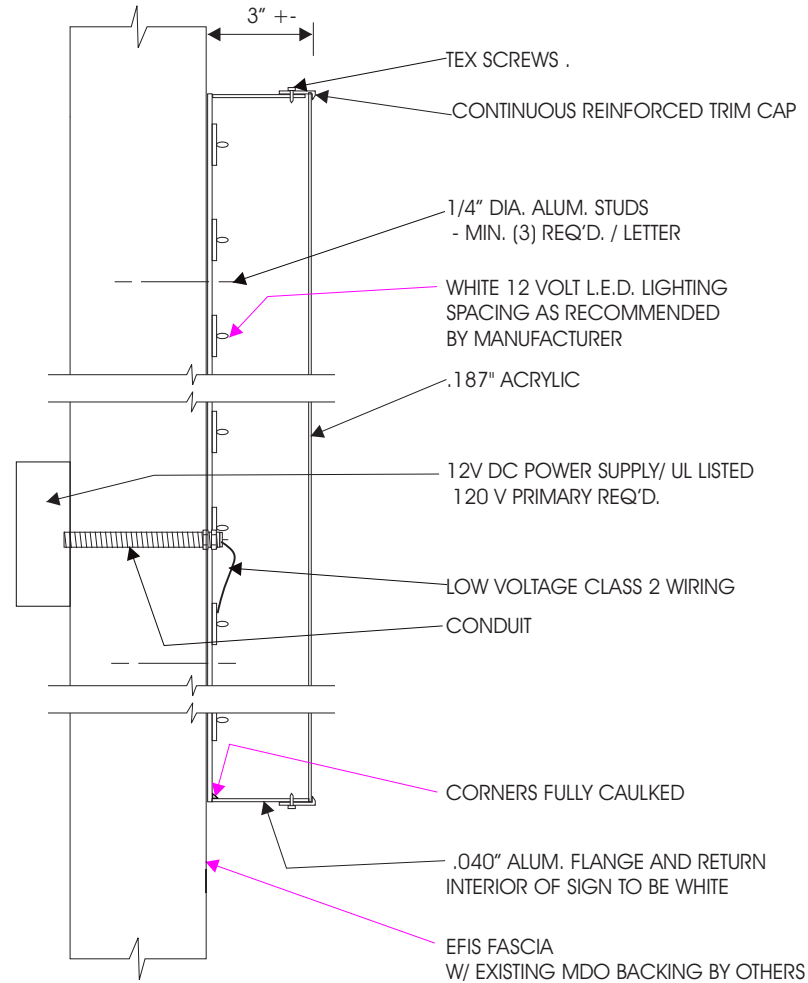 3" +-
TEX SCREWS .
CONTINUOUS REINFORCED TRIM CAP
1/4" DIA. ALUM. STUDS
- MIN. (3) REQ'D. / LETTER
WHITE 12 VOLT L.E.D. LIGHTING
SPACING AS RECOMMENDED
BY MANUFACTURER
.187" ACRYLIC
12V DC POWER SUPPLY/ UL LISTED
120 V PRIMARY REQ'D.
LOW VOLTAGE CLASS 2 WIRING
CONDUIT
CORNERS FULLY CAULKED
.040" ALUM. FLANGE AND RETURN
INTERIOR OF SIGN TO BE WHITE
EFIS FASCIA
W/ EXISTING MDO BACKING BY OTHERS